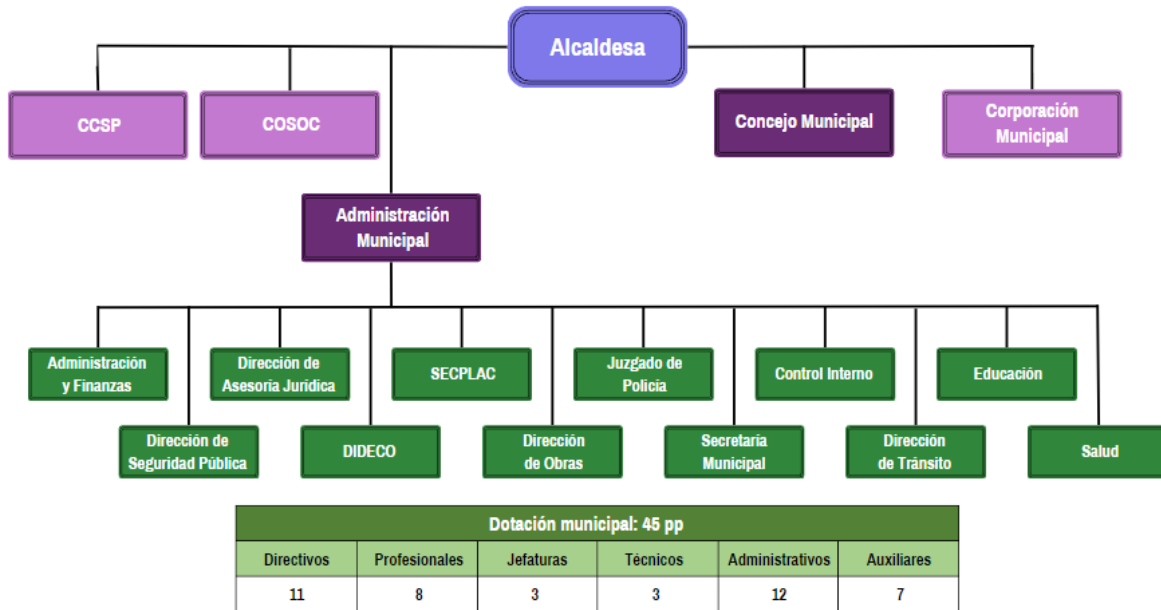 Alcaldesa
CCSP
COSOC
Concejo Municipal
Corporación
Municipal
Administración
Municipal
Administración
y Finanzas
Dirección de
Asesoría Jurídica
SECPLAC
Juzgado de
Policía
Control Interno
Educación
Dirección de
Seguridad Pública
DIDECO
Dirección
de Obras
Secretaría
Municipal
Dirección
de Tránsito
Salud
Dotación municipal: 45 pp
Directivos Profesionales Jefaturas Técnicos Administrativos Auxiliares
11 8 3 3 12 7